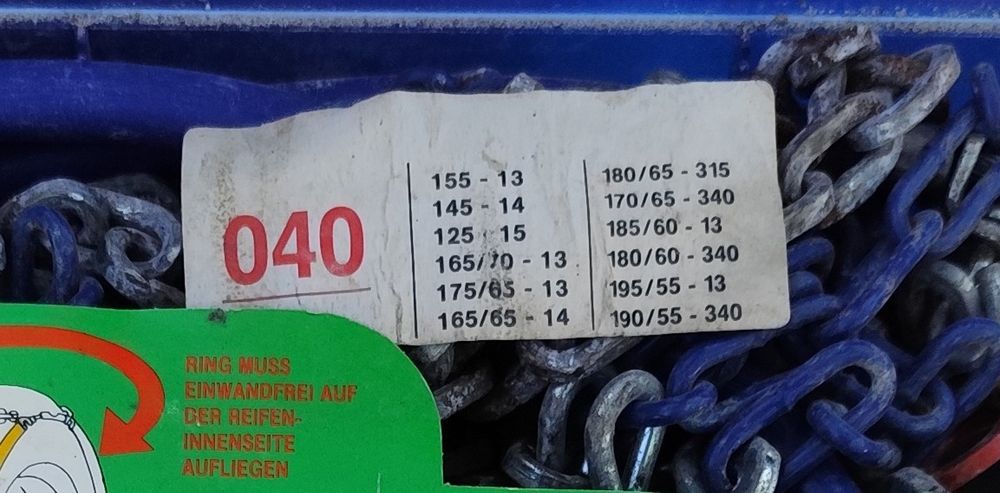 040
155 - 13
145 - 14
125 - 15
165/70 - 13
175/65 - 13
165/65 - 14
180/65 - 315
170/65 - 340
185/60 - 13
180/60 - 340
195/55 - 13
190/55 - 340
RING MUSS
EINWANDFREI AUF
DER REIFEN-
INNENSEITE
AUFLIEGEN